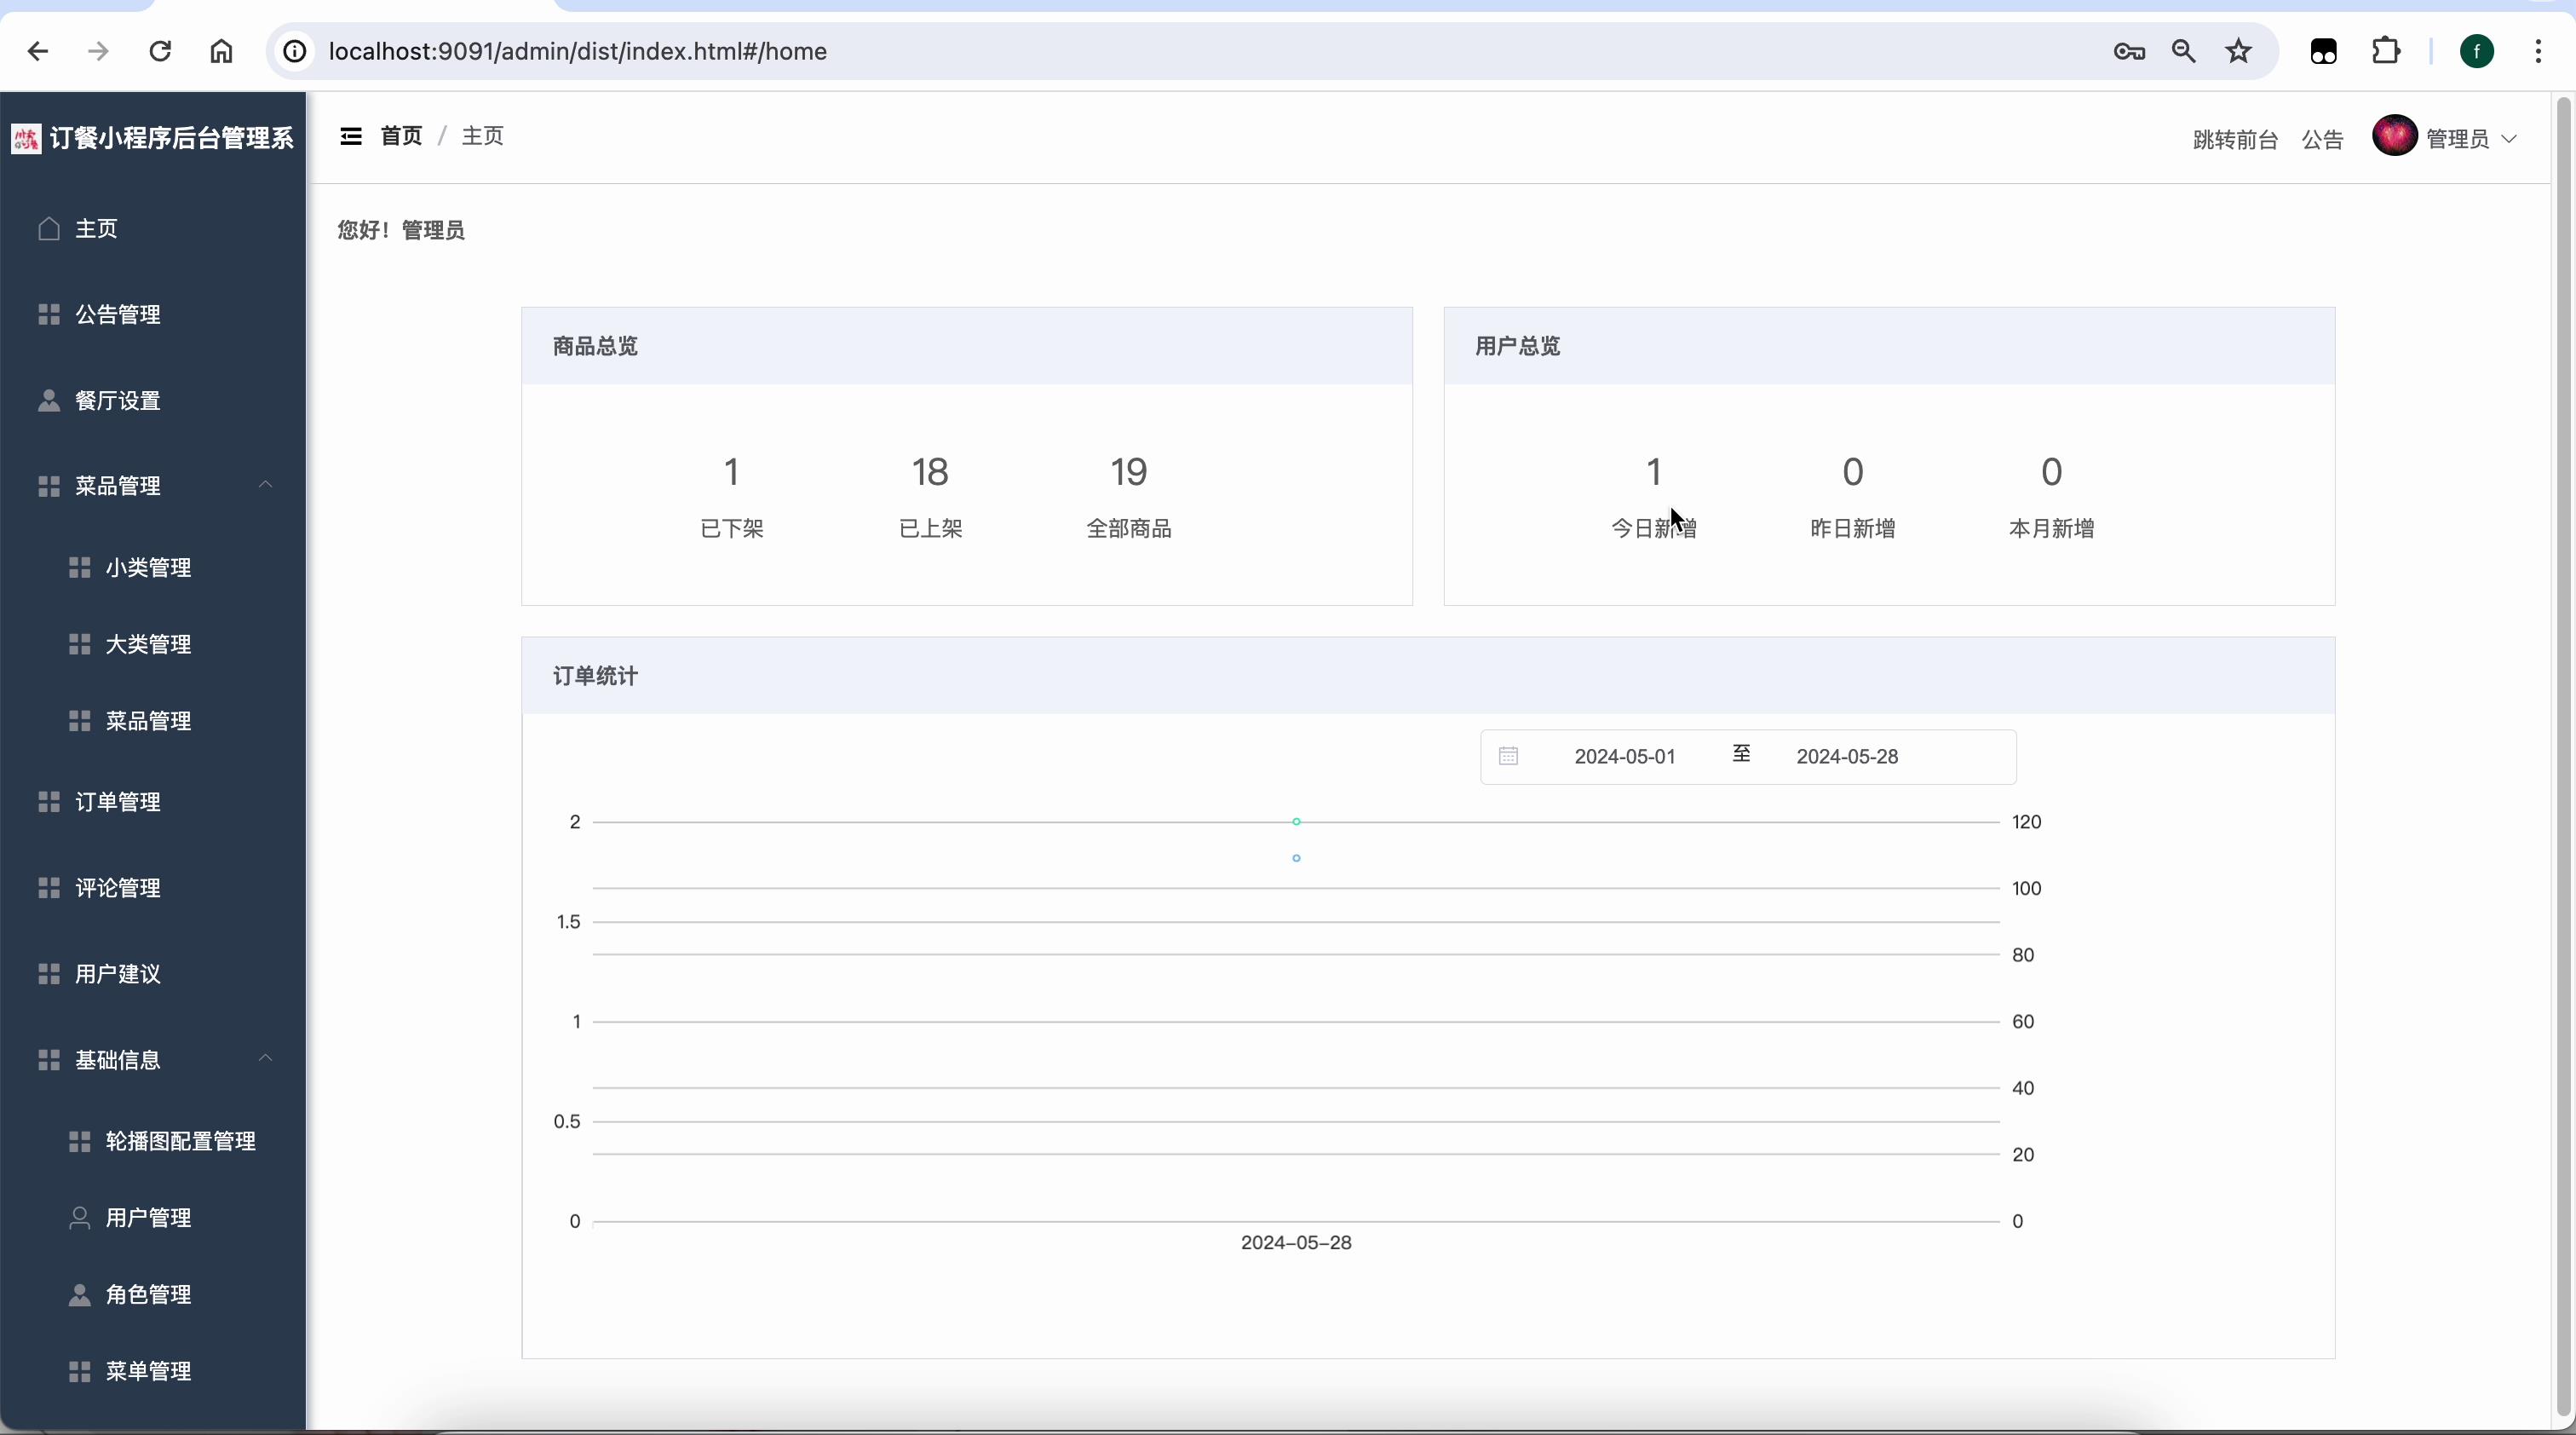 localhost:9091/admin/dist/index.html#/home
f
订餐小程序后台管理系
首页 / 主页
跳转前台 公告 管理员
主页
公告管理
餐厅设置
菜品管理
小类管理
大类管理
菜品管理
订单管理
评论管理
用户建议
基础信息
轮播图配置管理
用户管理
角色管理
菜单管理
您好！管理员
商品总览
1 18 19
已下架 已上架 全部商品
用户总览
1 0 0
今日新增 昨日新增 本月新增
订单统计
2024-05-01 至 2024-05-28
2
1.5
1
0.5
0
120
100
80
60
40
20
0
2024-05-28